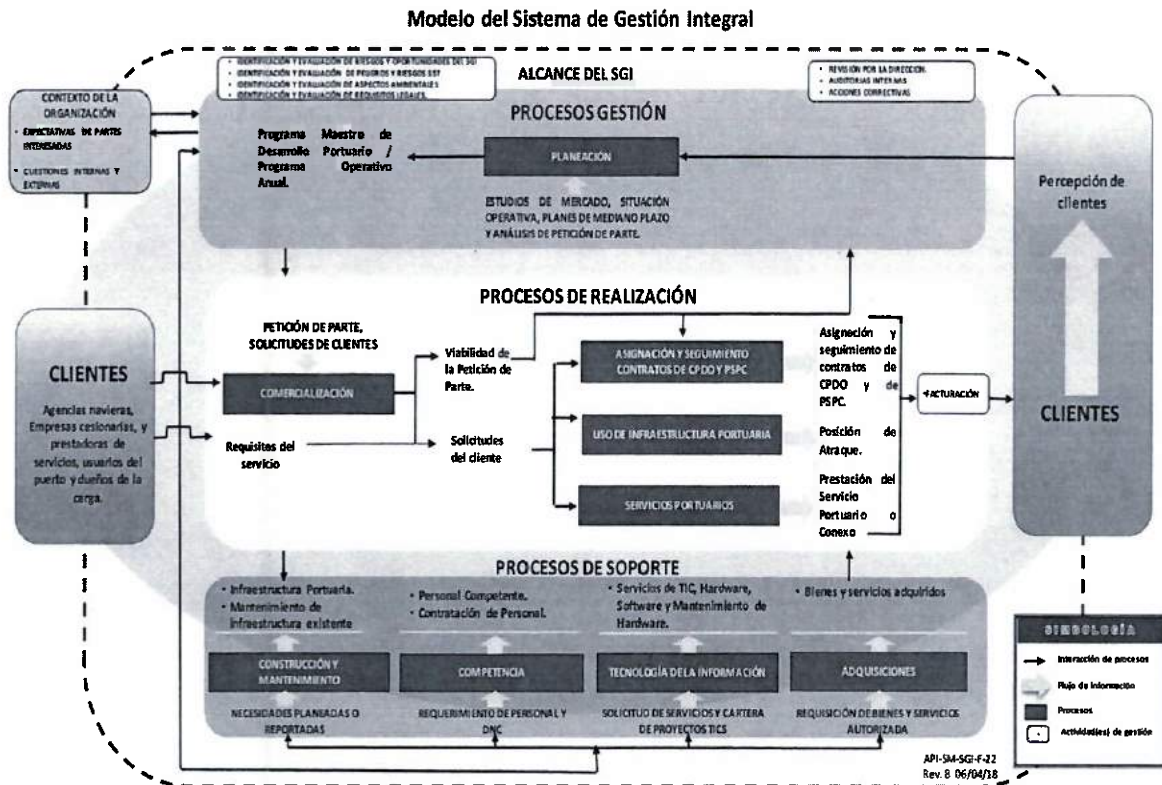 Modelo del Sistema de Gestión Integral
• IDENTIFICACIÓN Y EVALUACIÓN DE RIESGOS Y OPORTUNIDADES DEL SGI
• IDENTIFICACIÓN Y EVALUACIÓN DE PELIGROS Y RIESGOS SST
• IDENTIFICACIÓN Y EVALUACIÓN DE ASPECTOS AMBIENTALES
• IDENTIFICACIÓN Y EVALUACIÓN DE REQUISITOS LEGALES.
ALCANCE DEL SGI
• REVISIÓN POR LA DIRECCION.
• AUDITORIAS INTERNAS
• ACCIONES CORRECTIVAS
CONTEXTO DE LA
ORGANIZACIÓN
• EXPECTATIVAS DE PARTES
INTERESADAS
• CUESTIONES INTERNAS Y
EXTERNAS
PROCESOS GESTIÓN
Programa Maestro de
Desarrollo Portuario /
Programa Operativo
Anual.
PLANEACIÓN
ESTUDIOS DE MERCADO, SITUACIÓN
OPERATIVA, PLANES DE MEDIANO PLAZO
Y ANÁLISIS DE PETICIÓN DE PARTE.
Percepción de
clientes
CLIENTES
PROCESOS DE REALIZACIÓN
CLIENTES
Agencias navieras,
Empresas cesionarias, y
prestadoras de
servicios, usuarios del
puerto y dueños de la
carga.
PETICIÓN DE PARTE,
SOLICITUDES DE CLIENTES
COMERCIALIZACIÓN
Requisitos del
servicio
Viabilidad de
la Petición de
Parte.
Solicitudes
del cliente
ASIGNACIÓN Y SEGUIMIENTO
CONTRATOS DE CPDO Y PSPC
USO DE INFRAESTRUCTURA PORTUARIA
SERVICIOS PORTUARIOS
Asignación y
seguimiento de
contratos de
CPDO y de
PSPC.
Posición de
Atraque.
Prestación del
Servicio
Portuario o
Conexo
•FACTURACIÓN
PROCESOS DE SOPORTE
• Infraestructura Portuaria.
• Mantenimiento de
infraestructura existente
CONSTRUCCIÓN Y
MANTENIMIENTO
NECESIDADES PLANEADAS O
REPORTADAS
• Personal Competente.
• Contratación de Personal.
COMPETENCIA
REQUERIMIENTO DE PERSONAL Y
DNC
• Servicios de TIC, Hardware,
Software y Mantenimiento de
Hardware.
TECNOLOGÍA DE LA INFORMACIÓN
SOLICITUD DE SERVICIOS Y CARTERA
DE PROYECTOS TICS
• Bienes y servicios adquiridos
ADQUISICIONES
REQUISICIÓN DE BIENES Y SERVICIOS
AUTORIZADA
SIMBOLOGÍA
Interacción de procesos
Flujo de información
Procesos
Actividad(es) de gestión
API-SM-SGI-F-22
Rev. 8 06/04/18